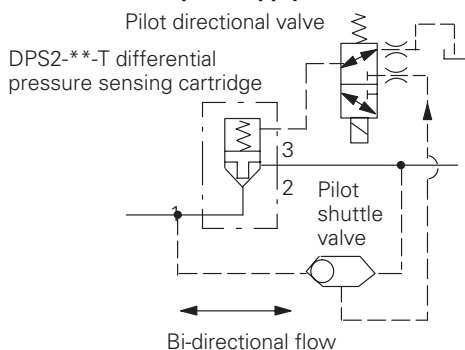 Pilot directional valve
DPS2-**-T differential
pressure sensing cartridge
3
2
1
Pilot
shuttle
valve
Bi-directional flow